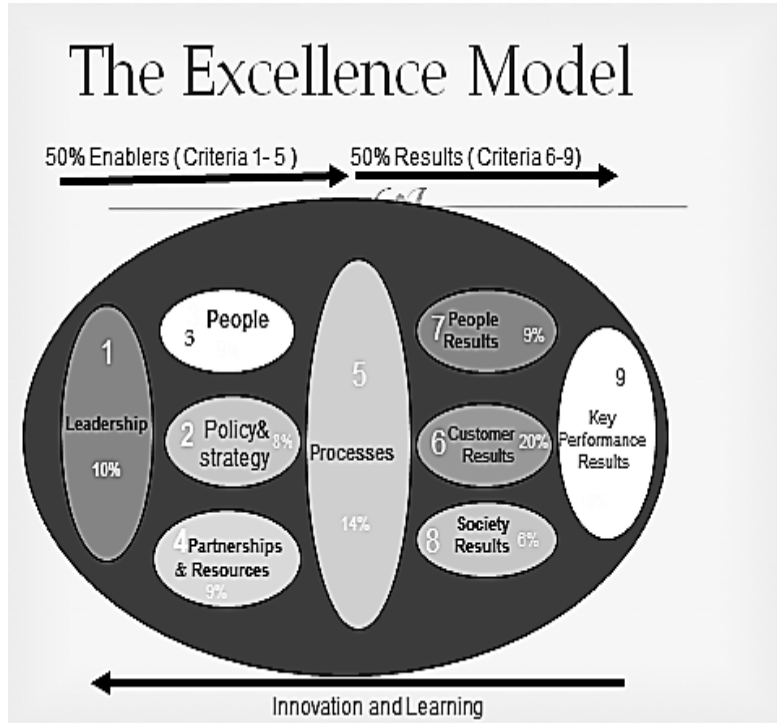 The Excellence Model
50% Enablers ( Criteria 1- 5 )
50% Results ( Criteria 6-9)
1
Leadership
10%
3
People
2
Policy&
strategy
8%
4
Partnerships
& Resources
9%
5
Processes
14%
7
People
Results
9%
6
Customer
Results
20%
8
Society
Results
6%
9
Key
Performance
Results
Innovation and Learning